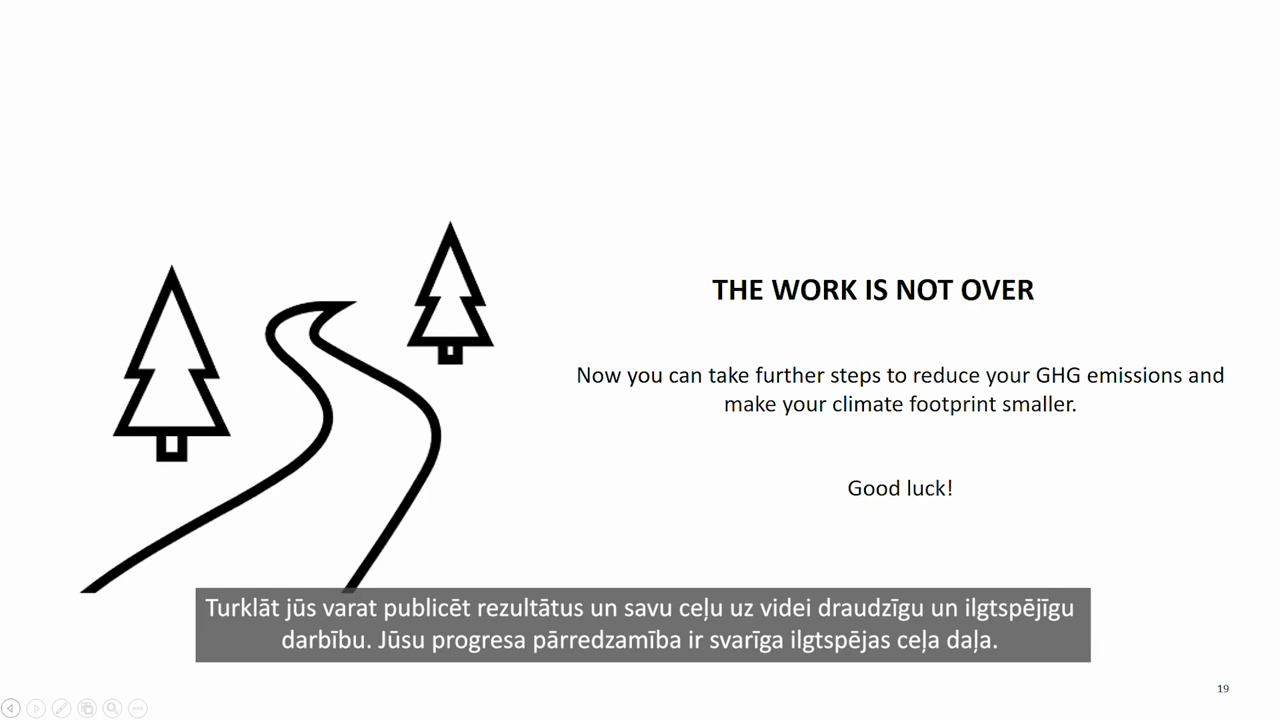 THE WORK IS NOT OVER
Now you can take further steps to reduce your GHG emissions and
make your climate footprint smaller.
Good luck!
Turklāt jūs varat publicēt rezultātus un savu ceļu uz videi draudzīgu un ilgtspējīgu
darbību. Jūsu progresa pārredzamība ir svarīga ilgtspējas ceļa daļa.
19